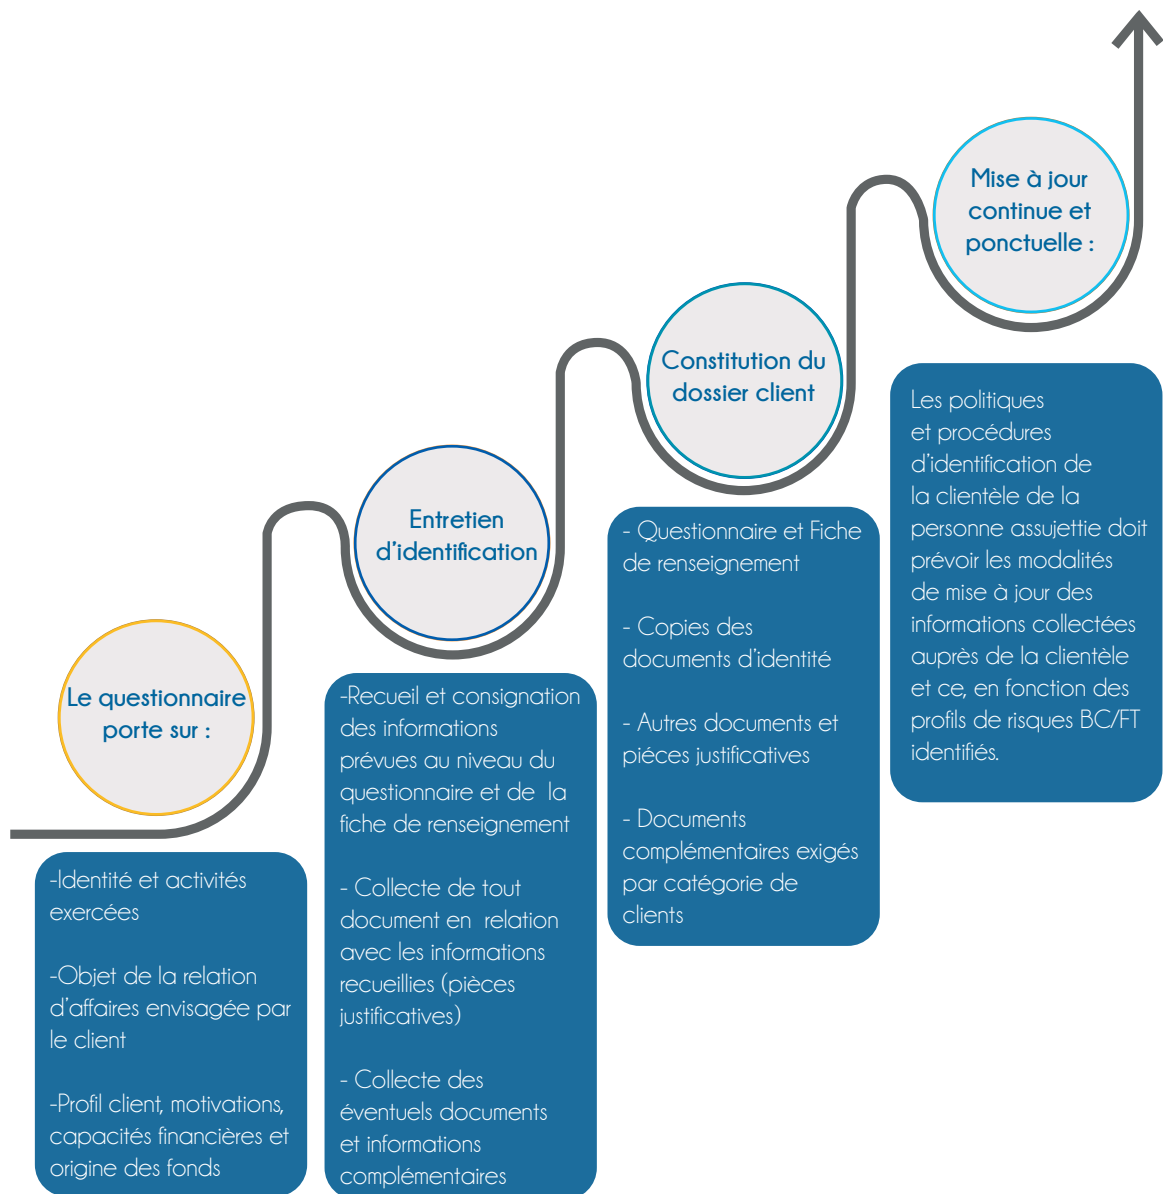 Le questionnaire
porte sur :
-Identité et activités
exercées
-Objet de la relation
d'affaires envisagée par
le client
-Profil client, motivations,
capacités financières et
origine des fonds
Entretien
d'identification
-Recueil et consignation
des informations
prévues au niveau du
questionnaire et de la
fiche de renseignement
- Collecte de tout
document en relation
avec les informations
recueillies (pièces
justificatives)
- Collecte des
éventuels documents
et informations
complémentaires
Constitution du
dossier client
- Questionnaire et Fiche
de renseignement
- Copies des
documents d'identité
- Autres documents et
piéces justificatives
- Documents
complémentaires exigés
par catégorie de
clients
Mise à jour
continue et
ponctuelle :
Les politiques
et procédures
d'identification de
la clientèle de la
personne assujettie doit
prévoir les modalités
de mise à jour des
informations collectées
auprès de la clientèle
et ce, en fonction des
profils de risques BC/FT
identifiés.